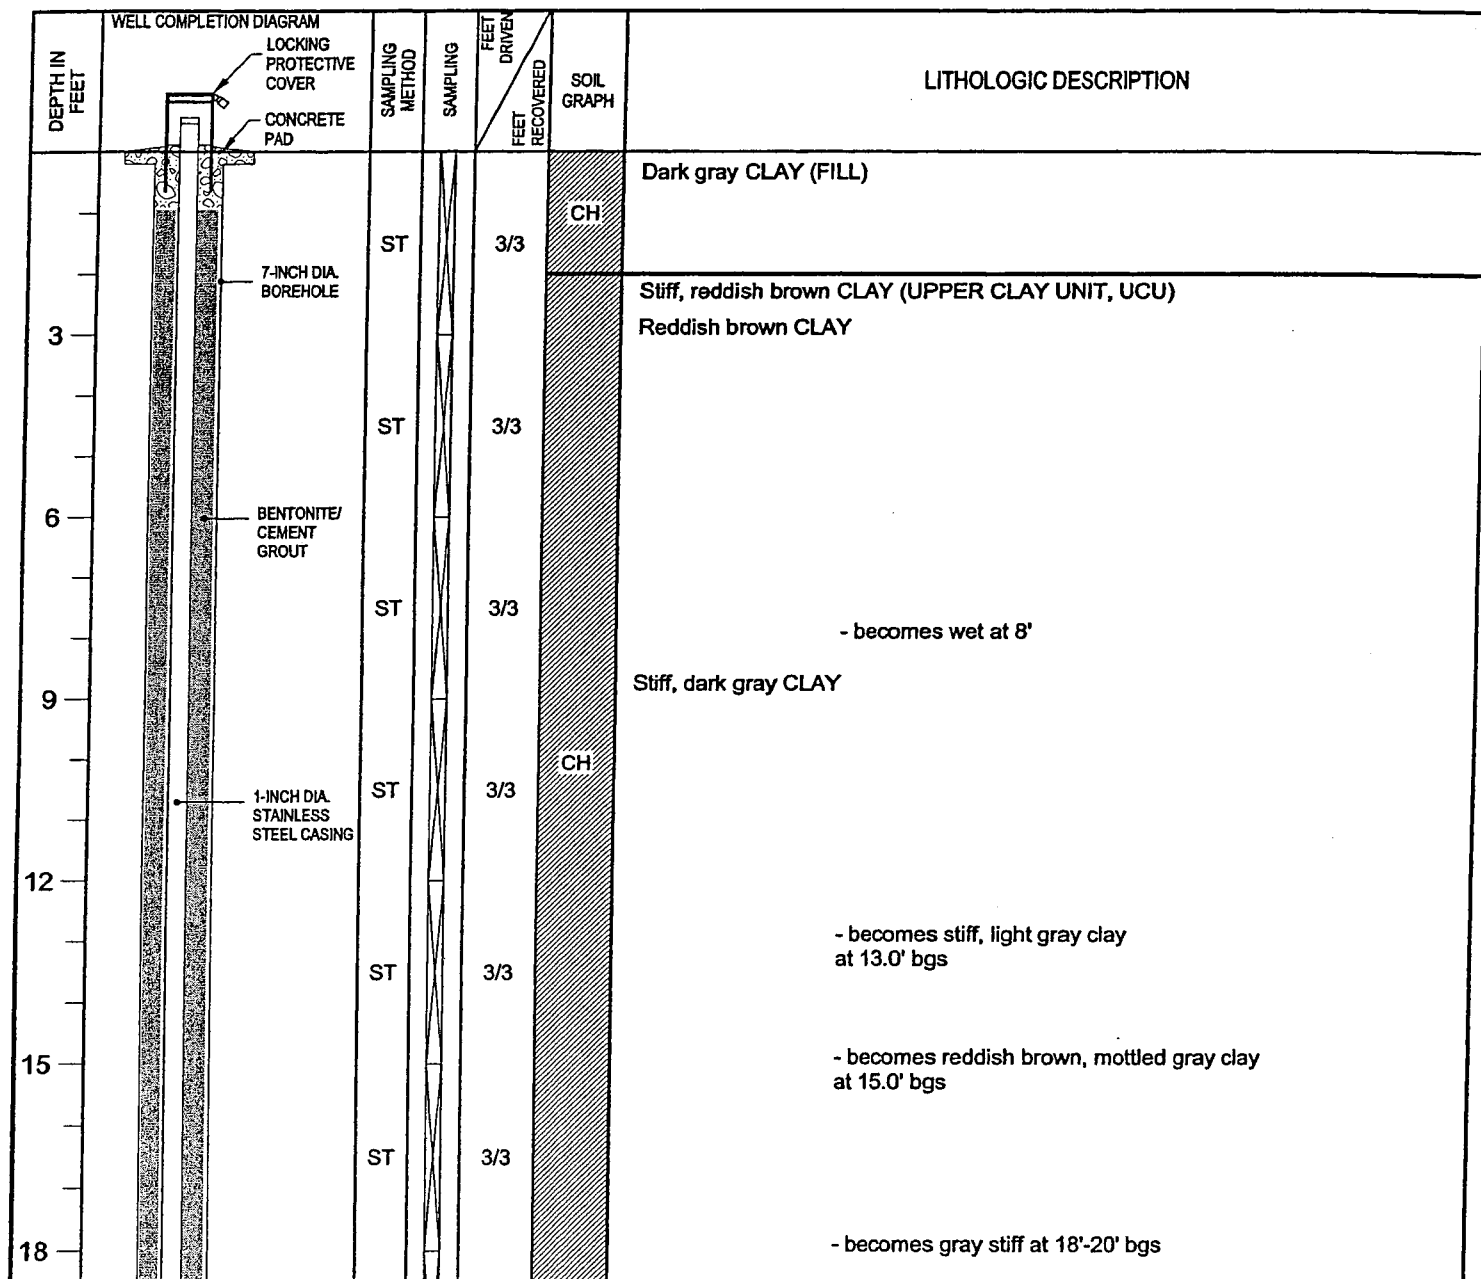 WELL COMPLETION DIAGRAM
DEPTH IN
FEET
LOCKING
PROTECTIVE
COVER
CONCRETE
PAD
SAMPLING
METHOD
SAMPLING
FEET
DRIVEN
FEET
RECOVERED
SOIL
GRAPH
LITHOLOGIC DESCRIPTION
Dark gray CLAY (FILL)
CH
ST
3/3
7-INCH DIA.
BOREHOLE
Stiff, reddish brown CLAY (UPPER CLAY UNIT, UCU)
3
Reddish brown CLAY
ST
3/3
6
BENTONITE/
CEMENT
GROUT
ST
3/3
- becomes wet at 8'
9
Stiff, dark gray CLAY
CH
1-INCH DIA.
STAINLESS
STEEL CASING
ST
3/3
12
- becomes stiff, light gray clay
at 13.0' bgs
ST
3/3
15
- becomes reddish brown, mottled gray clay
at 15.0' bgs
ST
3/3
18
- becomes gray stiff at 18'-20' bgs